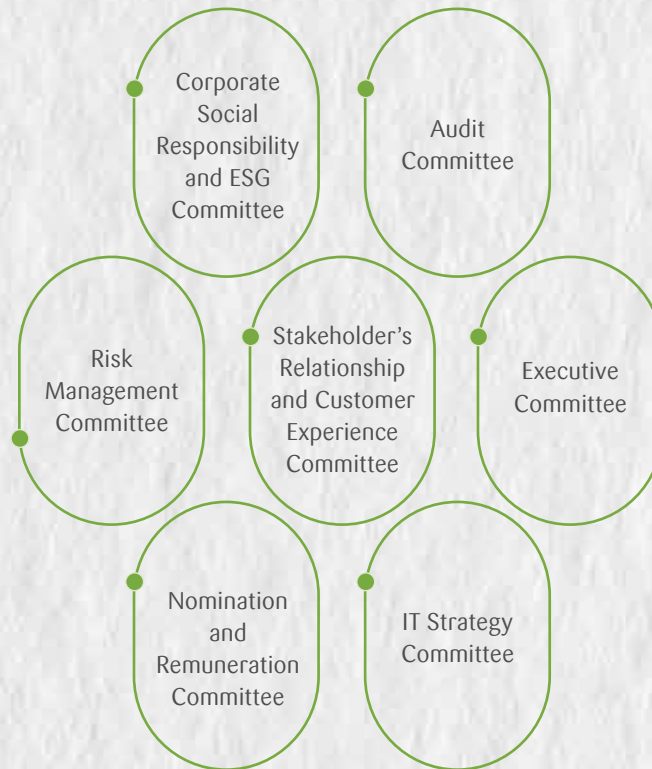 Corporate
Social
Responsibility
and ESG
Committee
Audit
Committee
Risk
Management
Committee
Stakeholder’s
Relationship
and Customer
Experience
Committee
Executive
Committee
Nomination
and
Remuneration
Committee
IT Strategy
Committee